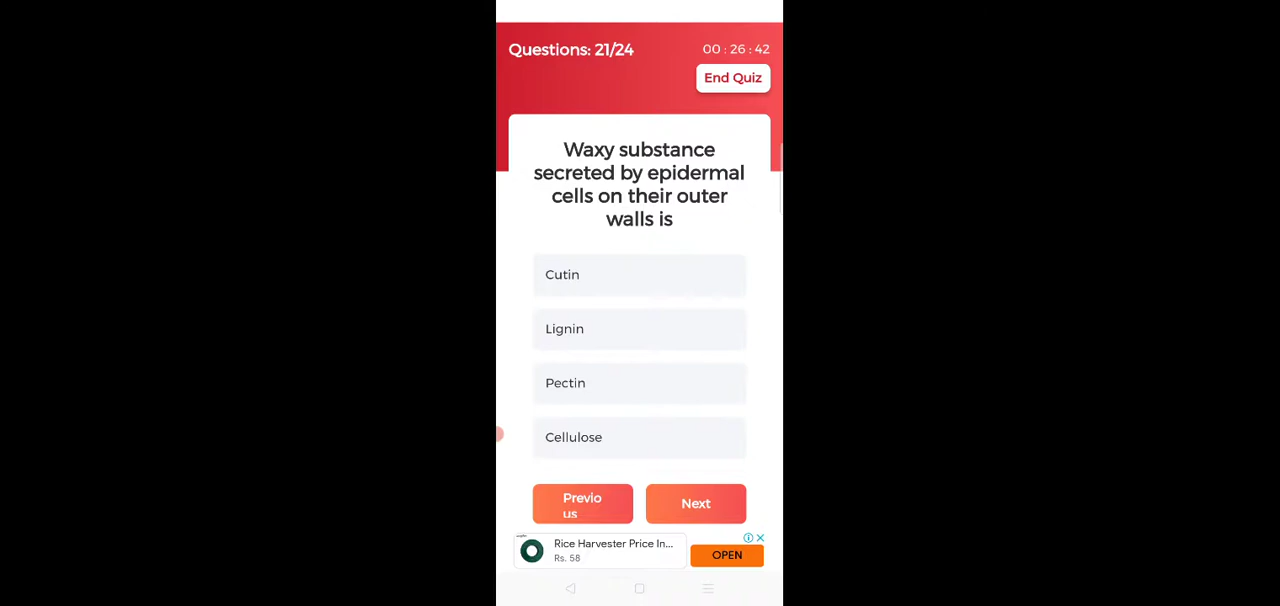 Questions: 21/24
00 : 26 : 42
End Quiz
Waxy substance
secreted by epidermal
cells on their outer
walls is
Cutin
Lignin
Pectin
Cellulose
Previo
us
Next
Rice Harvester Price In...
Rs. 58
OPEN